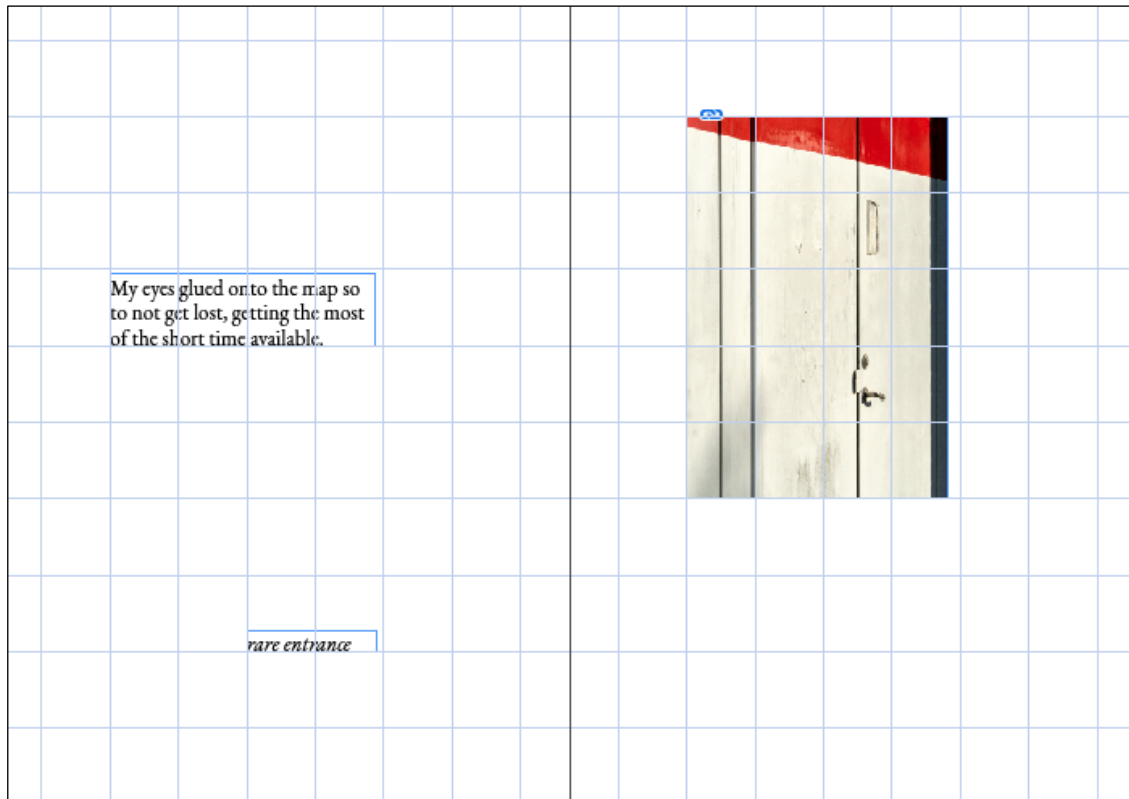 My eyes glued onto the map so
to not get lost, getting the most
of the short time available.
rare entrance